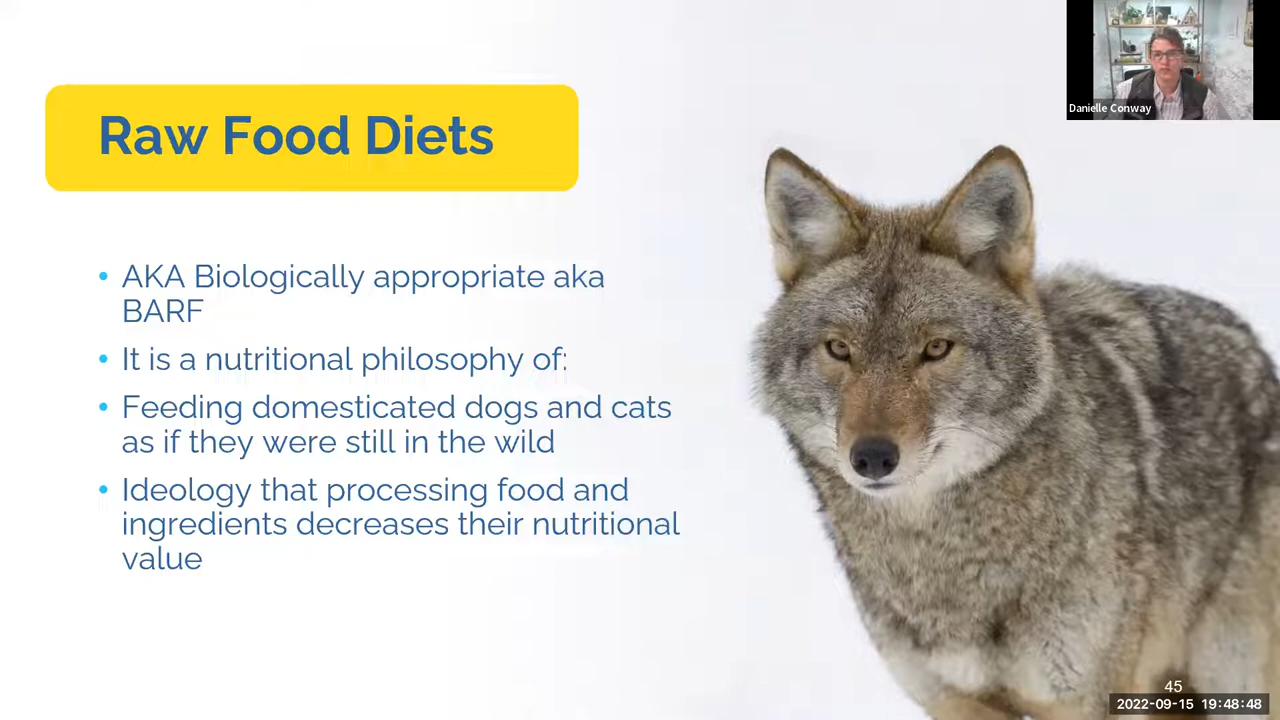 Raw Food Diets
• AKA Biologically appropriate aka
BARF
• It is a nutritional philosophy of:
• Feeding domesticated dogs and cats
as if they were still in the wild
• Ideology that processing food and
ingredients decreases their nutritional
value
Danielle Conway
45
2022-09-15 19:48:48